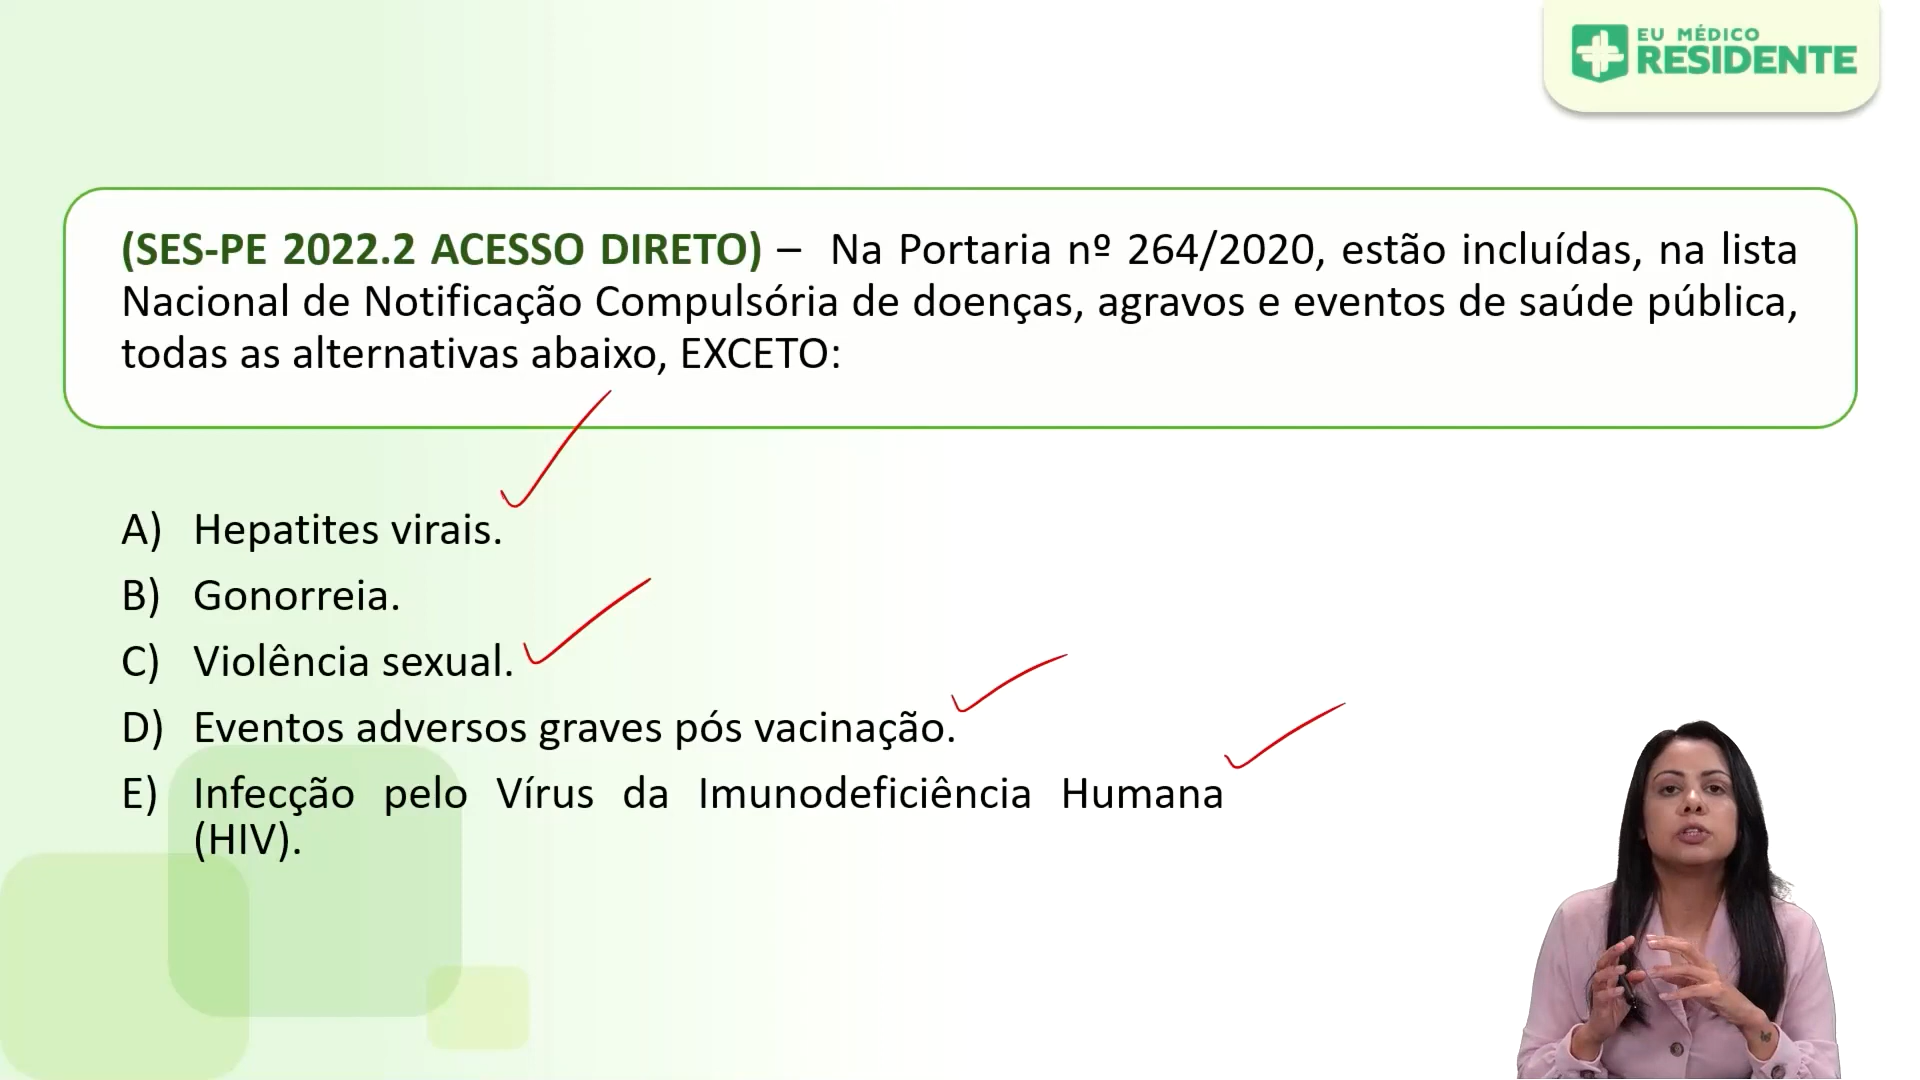 EU MÉDICO
RESIDENTE
(SES-PE 2022.2 ACESSO DIRETO) – Na Portaria nº 264/2020, estão incluídas, na lista
Nacional de Notificação Compulsória de doenças, agravos e eventos de saúde pública,
todas as alternativas abaixo, EXCETO:
A) Hepatites virais.
B) Gonorreia.
C) Violência sexual.
D) Eventos adversos graves pós vacinação.
E) Infecção pelo Vírus da Imunodeficiência Humana
(HIV).